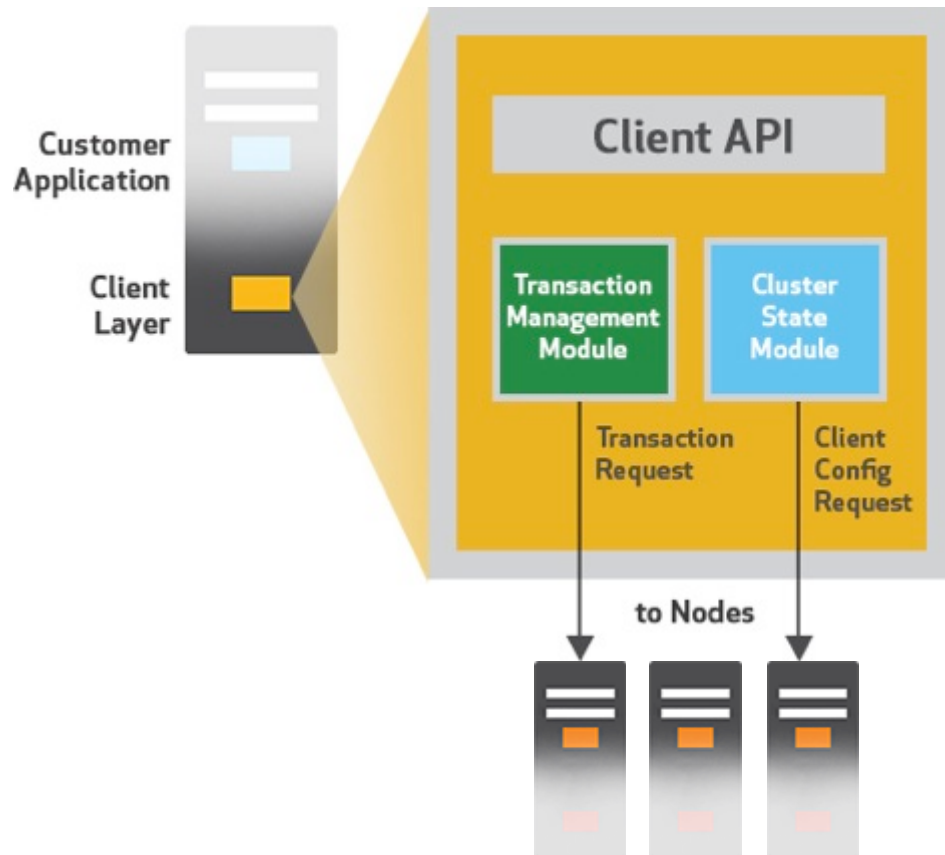 Customer
Application
Client
Layer
Client API
Transaction
Management
Module
Cluster
State
Module
Transaction
Request
Client
Config
Request
to Nodes